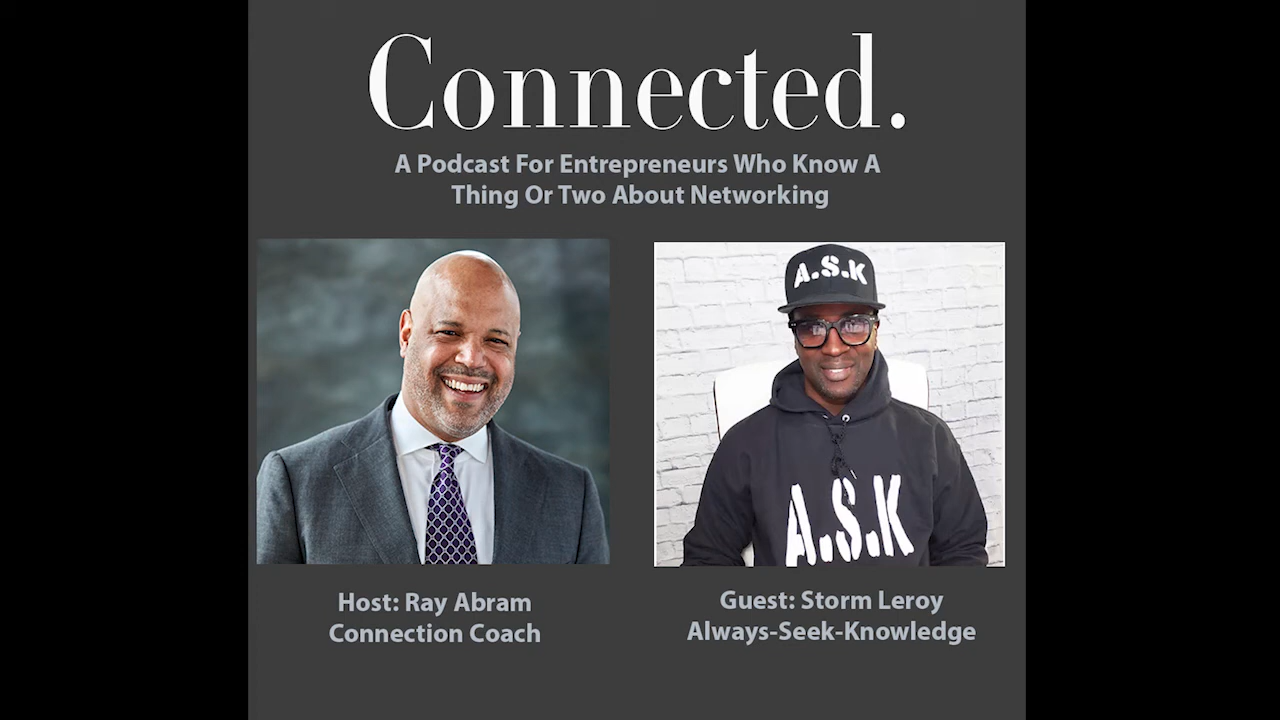 Connected.
A Podcast For Entrepreneurs Who Know A
Thing Or Two About Networking
A.S.K
A.S.K
Host: Ray Abram
Connection Coach
Guest: Storm Leroy
Always-Seek-Knowledge